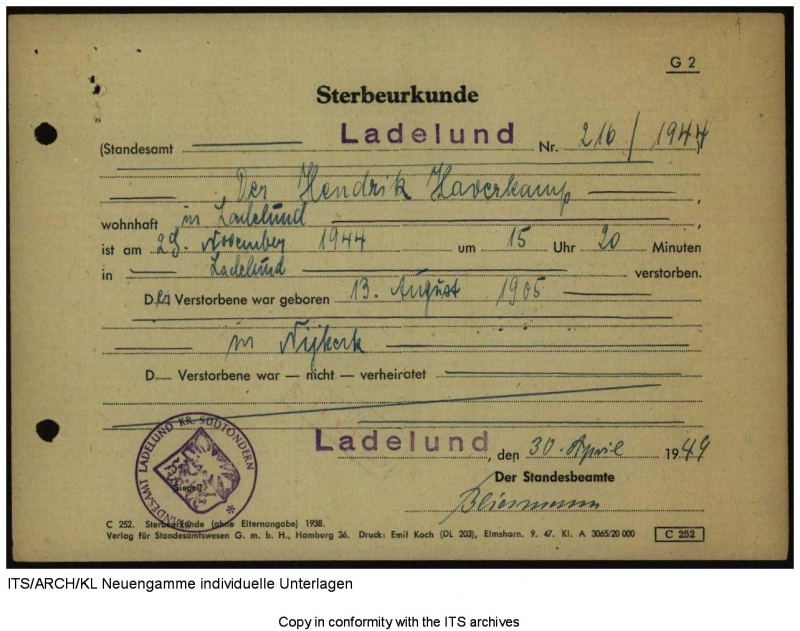 G 2
Sterbeurkunde
(Standesamt Ladelund Nr. 216 / 1944
Der Hendrik Haverkamp
wohnhaft in Ladelund ,
ist am 29. November 1944 um 15 Uhr 20 Minuten
in Ladelund verstorben.
Der Verstorbene war geboren 13. August 1905
in Nijkerk
D Verstorbene war — nicht — verheiratet
Ladelund, den 30. April 1949
Der Standesbeamte
STANDESAMT LADELUND KR. SÜDTONDERN
Siegel
C 252. Sterbeurkunde (ohne Elternangabe) 1938.
Verlag für Standesamtswesen G. m. b. H., Hamburg 36. Druck: Emil Koch (DL 203), Elmshorn. 9. 47. Kl. A 3065/20 000 C 252
ITS/ARCH/KL Neuengamme individuelle Unterlagen
Copy in conformity with the ITS archives